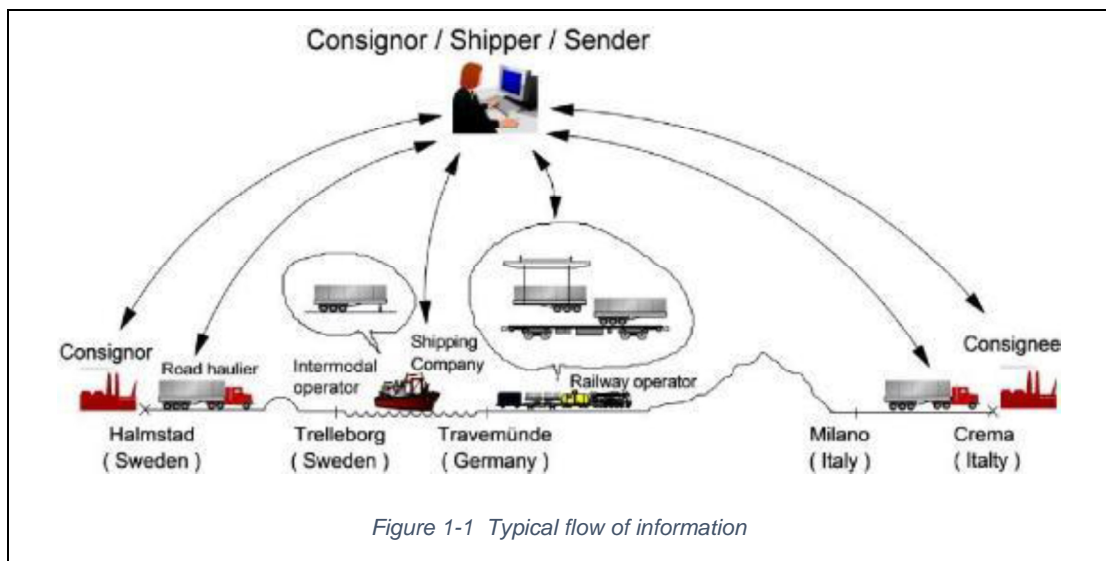 Consignor / Shipper / Sender
Consignor
Road haulier
Intermodal
operator
Shipping
Company
Railway operator
Consignee
Halmstad
( Sweden )
Trelleborg
( Sweden )
Travemünde
( Germany )
Milano
( Italy )
Crema
( Italty )
Figure 1-1 Typical flow of information